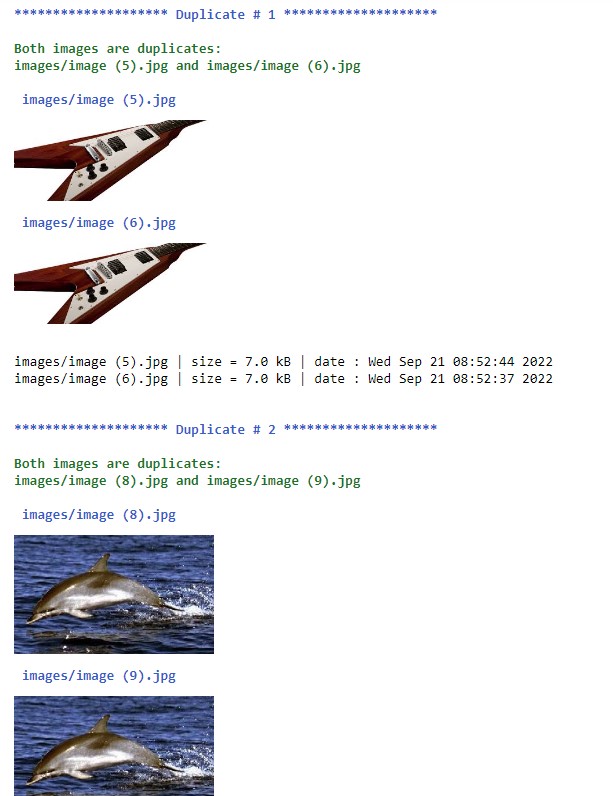 ******************** Duplicate # 1 ********************
Both images are duplicates:
images/image (5).jpg and images/image (6).jpg
images/image (5).jpg
images/image (6).jpg
images/image (5).jpg | size = 7.0 kB | date : Wed Sep 21 08:52:44 2022
images/image (6).jpg | size = 7.0 kB | date : Wed Sep 21 08:52:37 2022
******************** Duplicate # 2 ********************
Both images are duplicates:
images/image (8).jpg and images/image (9).jpg
images/image (8).jpg
images/image (9).jpg